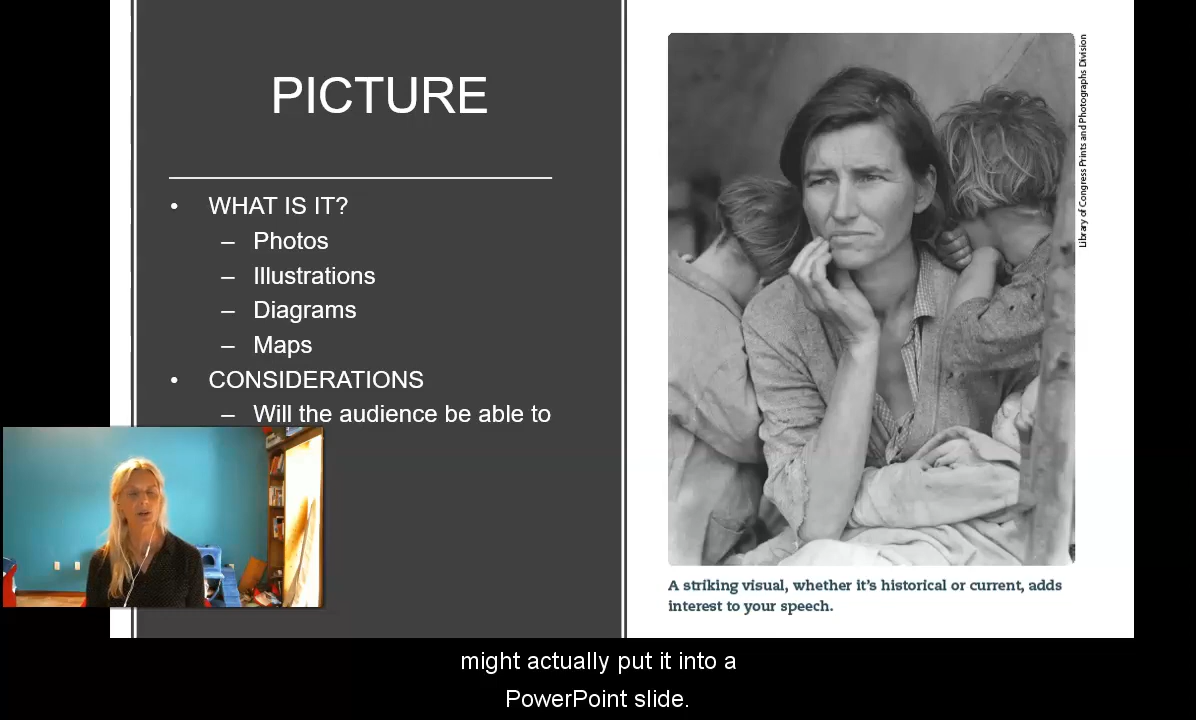 PICTURE
• WHAT IS IT?
– Photos
– Illustrations
– Diagrams
– Maps
• CONSIDERATIONS
– Will the audience be able to
Library of Congress Prints and Photographs Division
A striking visual, whether it's historical or current, adds
interest to your speech.
might actually put it into a
PowerPoint slide.